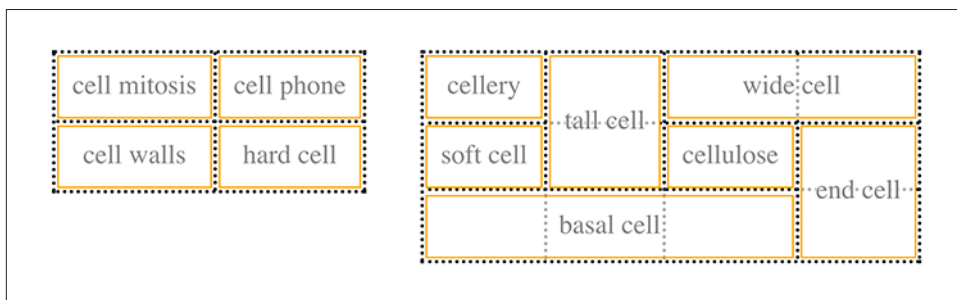 cell mitosis cell phone
cell walls hard cell
cellery tall cell wide cell
soft cell cellulose end cell
basal cell